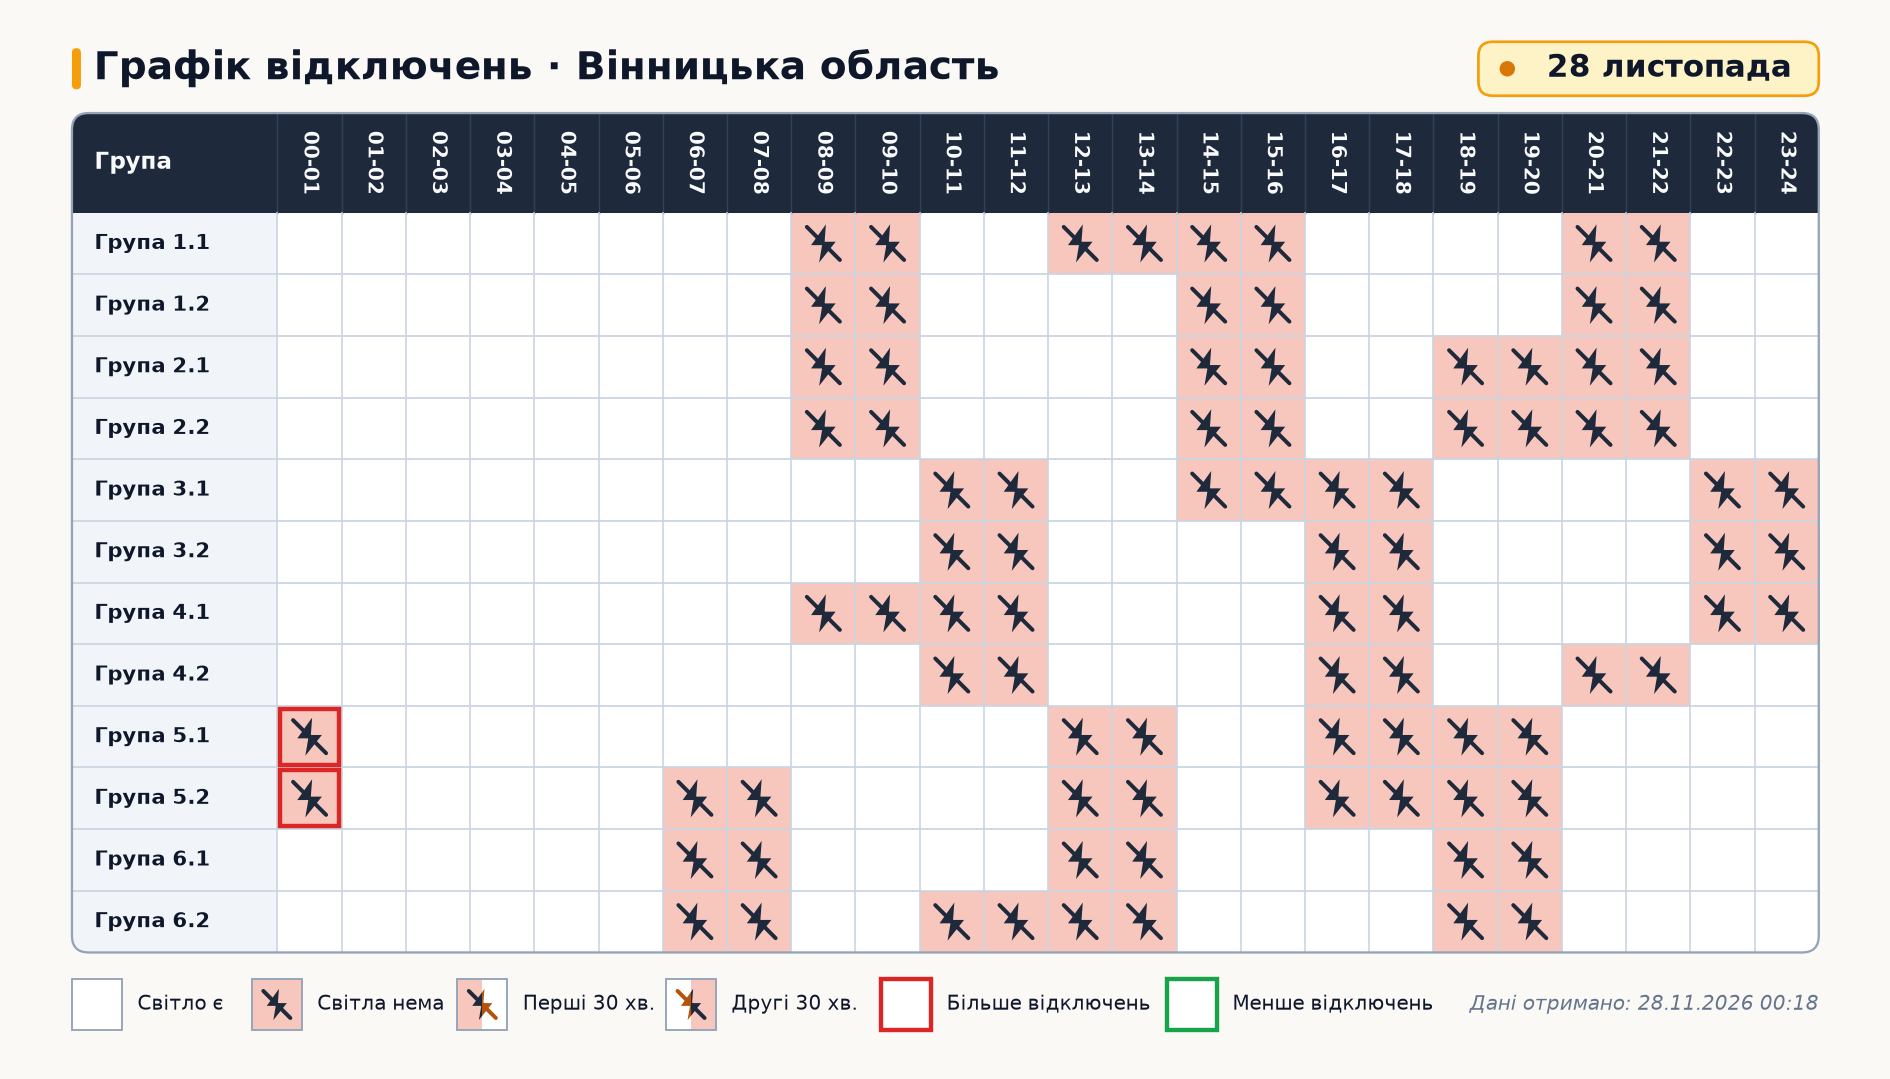 Графік відключень · Вінницька область
28 листопада
Група 00-01 01-02 02-03 03-04 04-05 05-06 06-07 07-08 08-09 09-10 10-11 11-12 12-13 13-14 14-15 15-16 16-17 17-18 18-19 19-20 20-21 21-22 22-23 23-24
Група 1.1
Група 1.2
Група 2.1
Група 2.2
Група 3.1
Група 3.2
Група 4.1
Група 4.2
Група 5.1
Група 5.2
Група 6.1
Група 6.2
Світло є Світла нема Перші 30 хв. Другі 30 хв. Більше відключень Менше відключень Дані отримано: 28.11.2026 00:18